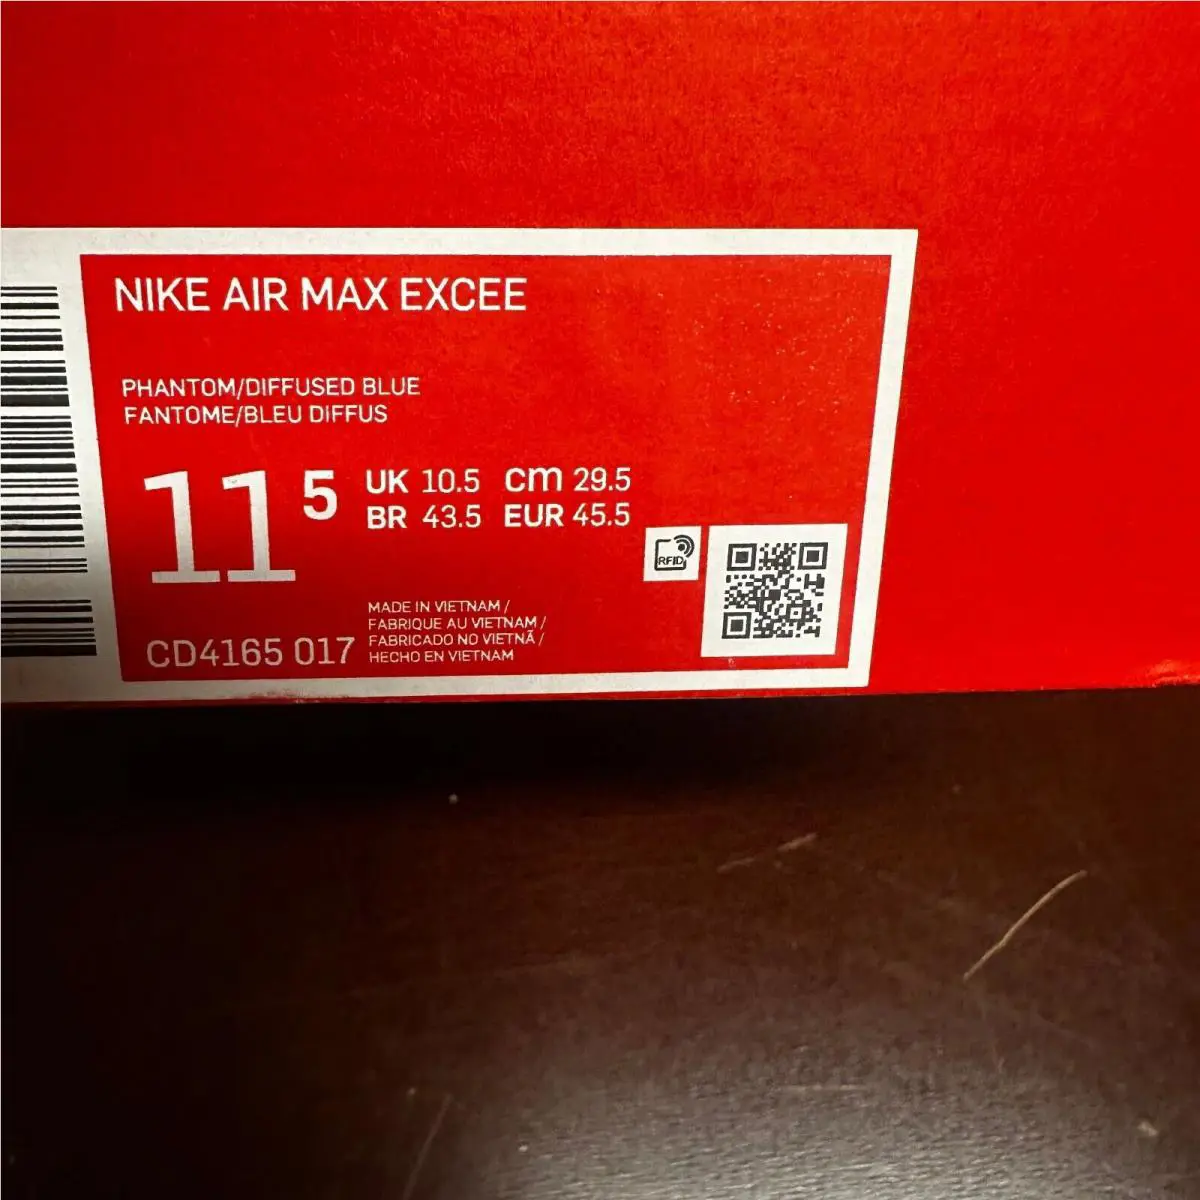 NIKE AIR MAX EXCEE
PHANTOM/DIFFUSED BLUE
FANTOME/BLEU DIFFUS
11 5
UK 10.5 cm 29.5
BR 43.5 EUR 45.5
RFID
MADE IN VIETNAM /
FABRIQUE AU VIETNAM /
FABRICADO NO VIETNÃ /
HECHO EN VIETNAM
CD4165 017